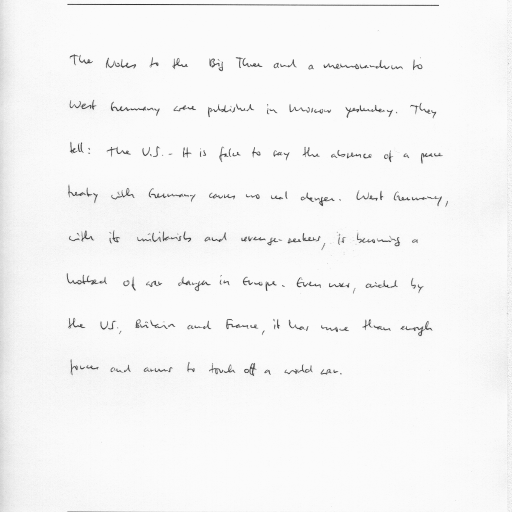 The Notes to the Big Three and a memorandum to
West Germany were published in Moscow yesterday. They
tell: The U.S. - It is false to say the absence of a peace
treaty with Germany causes no real danger. West Germany,
with its militarists and revenge-seekers, is becoming a
hotbed of war danger in Europe. Even now, aided by
the U.S., Britain and France, it has more than enough
forces and arms to touch off a world war.